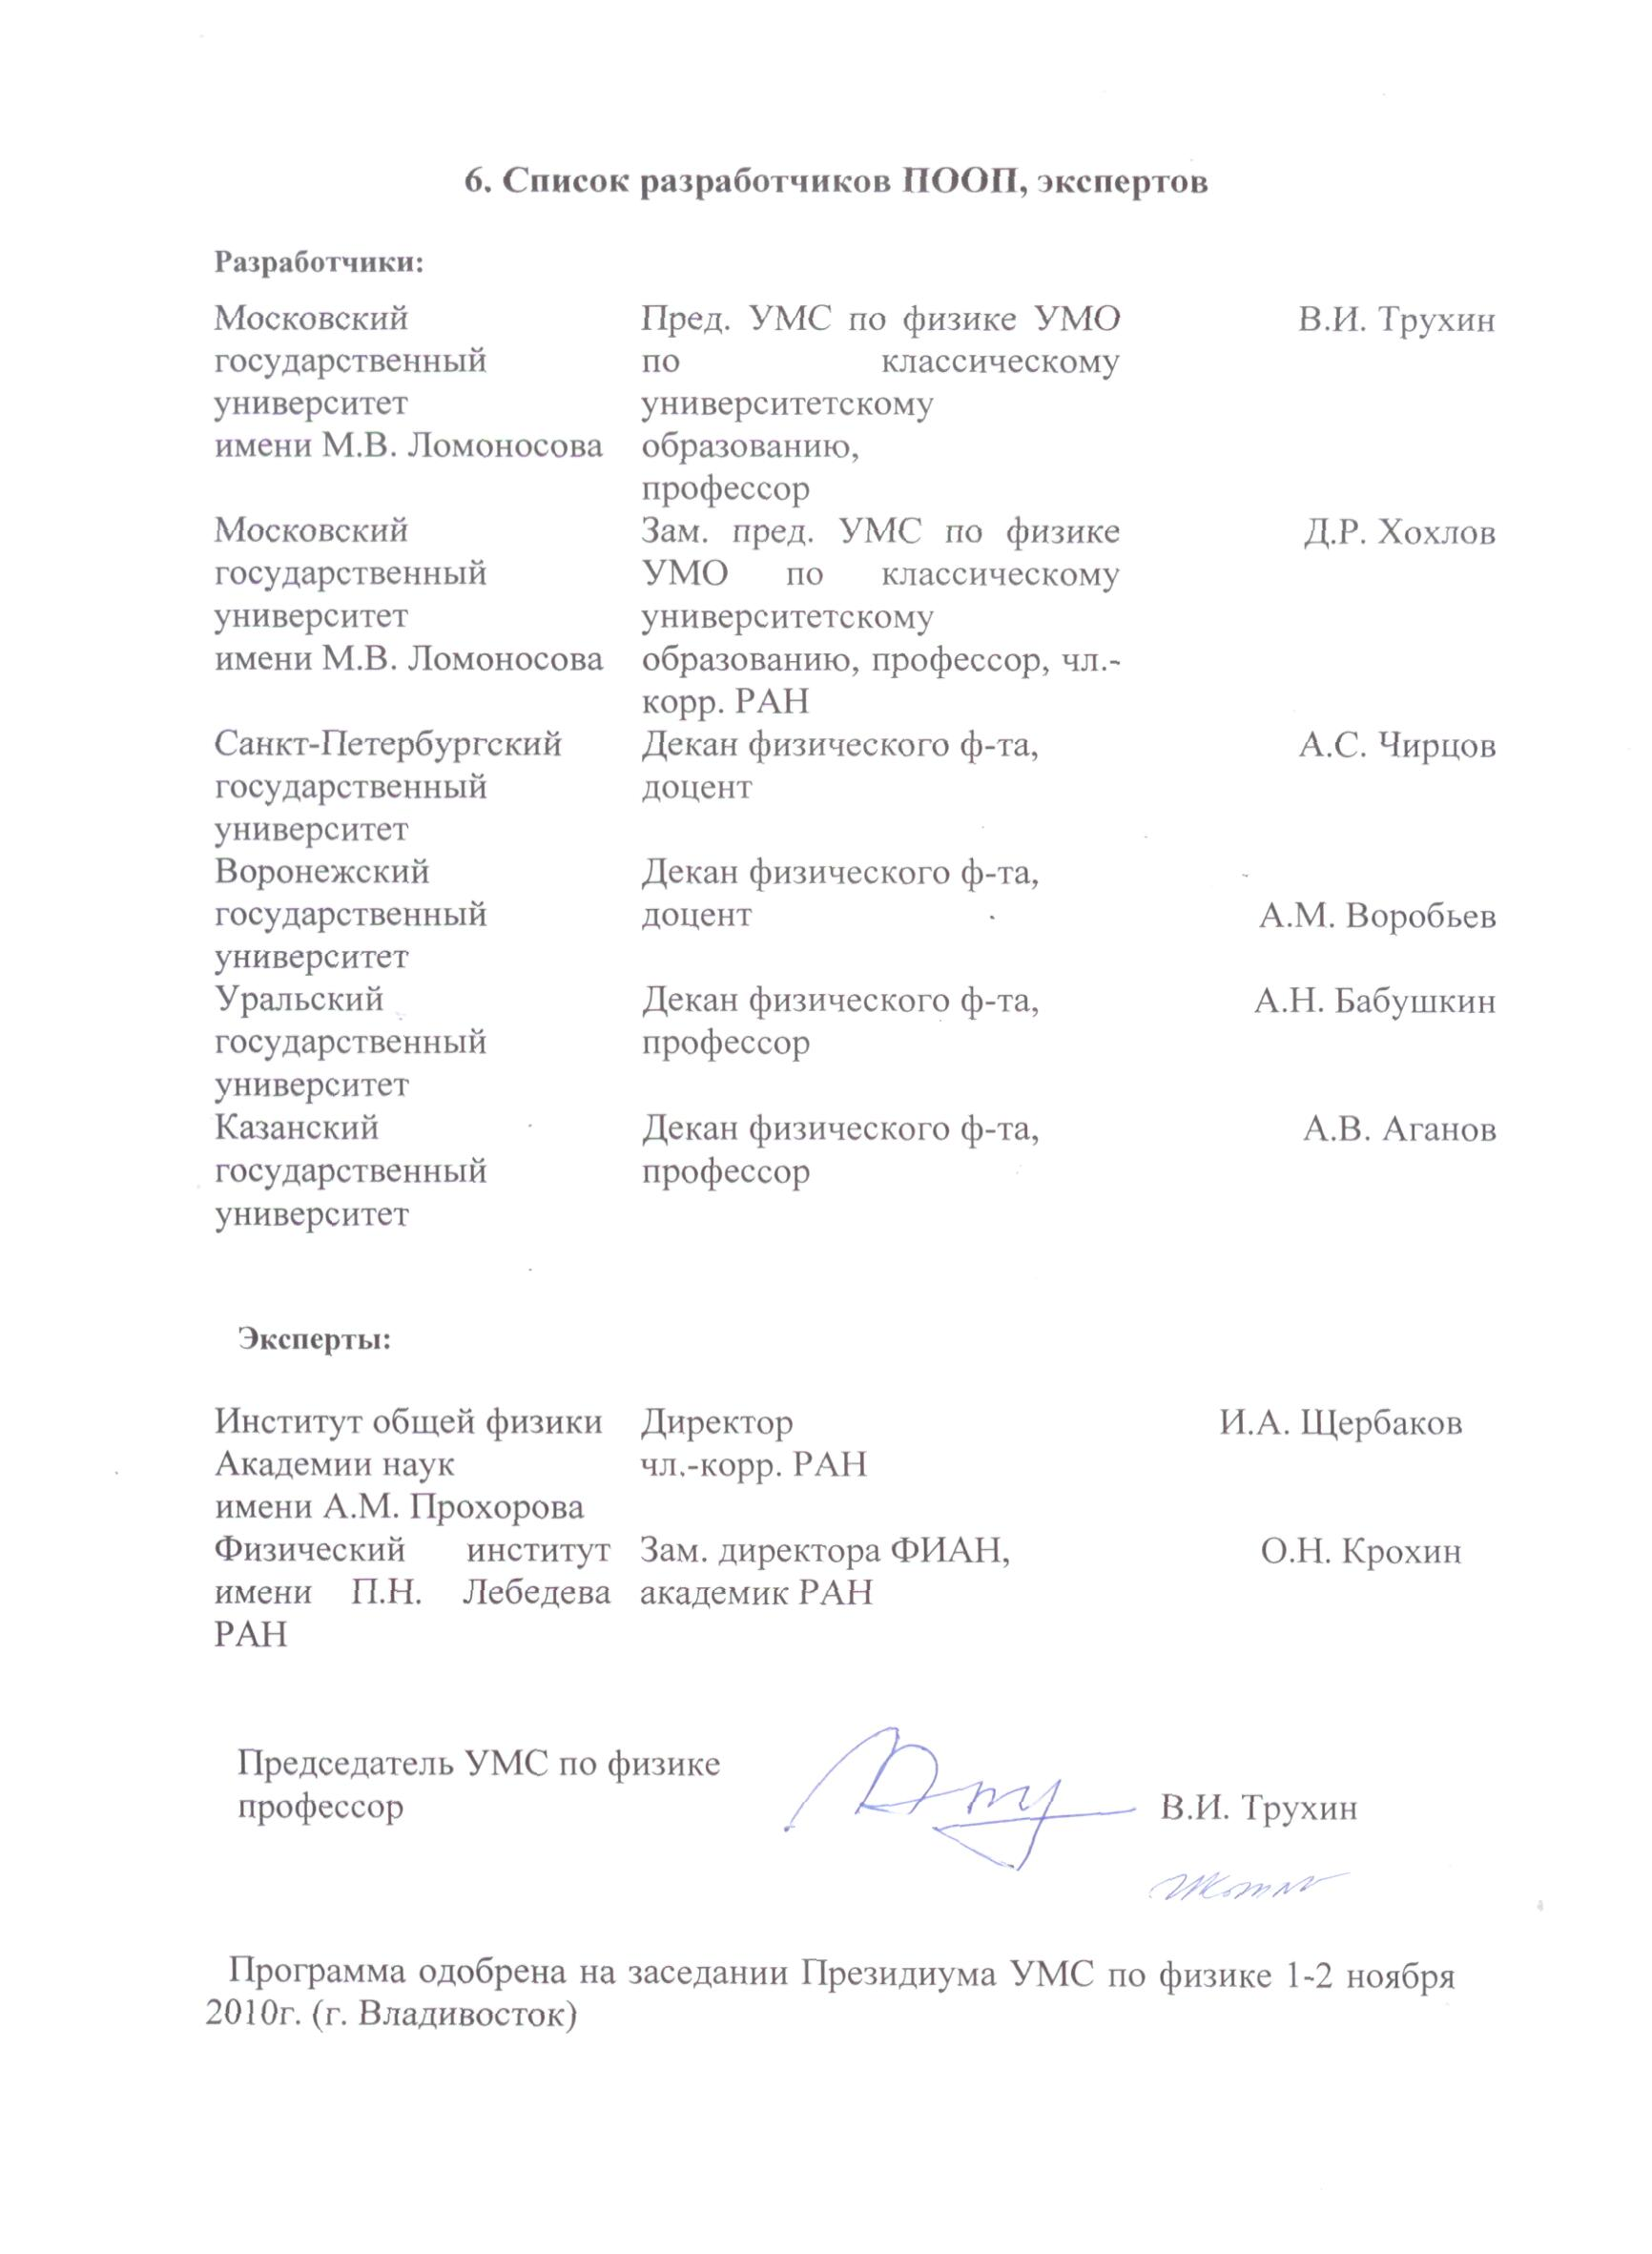 6. Список разработчиков ПООП, экспертов
Разработчики:
Московский
государственный
университет
имени М.В. Ломоносова
Пред. УМС по физике УМО
по классическому
университетскому
образованию,
профессор
В.И. Трухин
Московский
государственный
университет
имени М.В. Ломоносова
Зам. пред. УМС по физике
УМО по классическому
университетскому
образованию, профессор, чл.-
корр. РАН
Д.Р. Хохлов
Санкт-Петербургский
государственный
университет
Декан физического ф-та,
доцент
А.С. Чирцов
Воронежский
государственный
университет
Декан физического ф-та,
доцент
А.М. Воробьев
Уральский
государственный
университет
Декан физического ф-та,
профессор
А.Н. Бабушкин
Казанский
государственный
университет
Декан физического ф-та,
профессор
А.В. Аганов
Эксперты:
Институт общей физики
Академии наук
имени А.М. Прохорова
Директор
чл.-корр. РАН
И.А. Щербаков
Физический институт
имени П.Н. Лебедева
РАН
Зам. директора ФИАН,
академик РАН
О.Н. Крохин
Председатель УМС по физике
профессор
В.И. Трухин
Программа одобрена на заседании Президиума УМС по физике 1-2 ноября
2010г. (г. Владивосток)